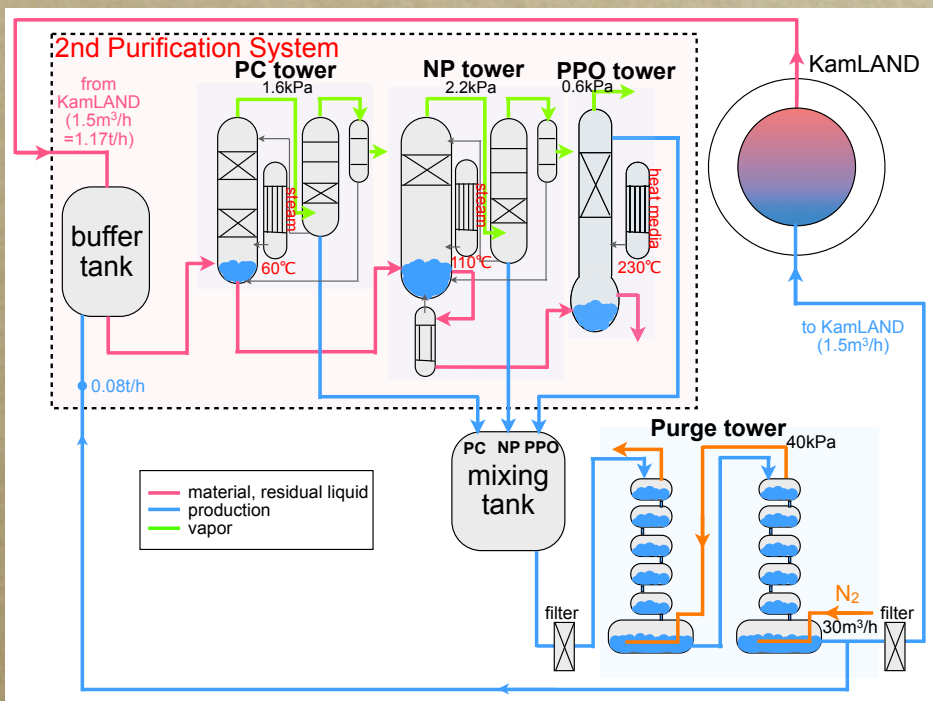 2nd Purification System
PC tower
1.6kPa
NP tower
2.2kPa
PPO tower
0.6kPa
KamLAND
from
KamLAND
(1.5m³/h
=1.17t/h)
buffer
tank
steam
60℃
steam
110℃
heat media
230℃
to KamLAND
(1.5m³/h)
0.08t/h
PC NP PPO
mixing
tank
Purge tower
40kPa
material, residual liquid
production
vapor
filter
N₂
30m³/h
filter